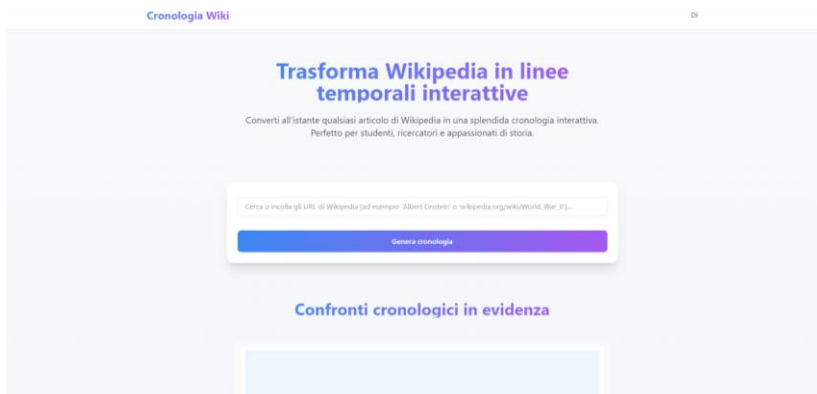 Cronologia Wiki
Di
Trasforma Wikipedia in linee
temporali interattive
Converti all'istante qualsiasi articolo di Wikipedia in una splendida cronologia interattiva.
Perfetto per studenti, ricercatori e appassionati di storia.
Cerca o incolla gli URL di Wikipedia (ad esempio 'Albert Einstein' o 'wikipedia.org/wiki/World_War_II')...
Genera cronologia
Confronti cronologici in evidenza